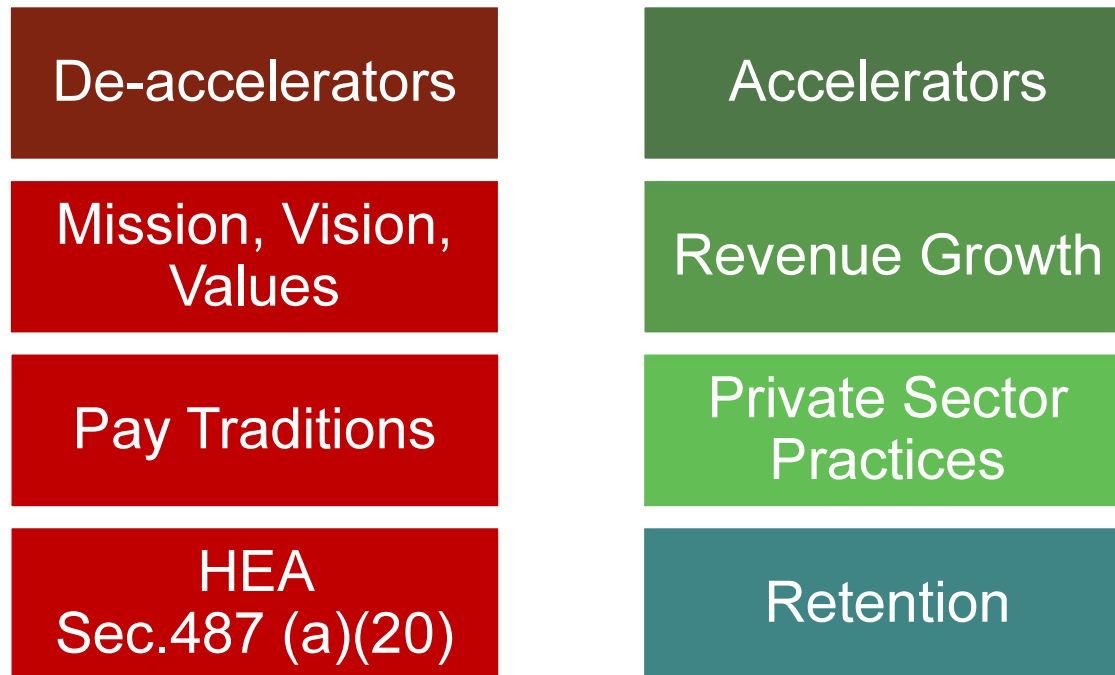 De-accelerators
Mission, Vision,
Values
Pay Traditions
HEA
Sec.487 (a)(20)
Accelerators
Revenue Growth
Private Sector
Practices
Retention